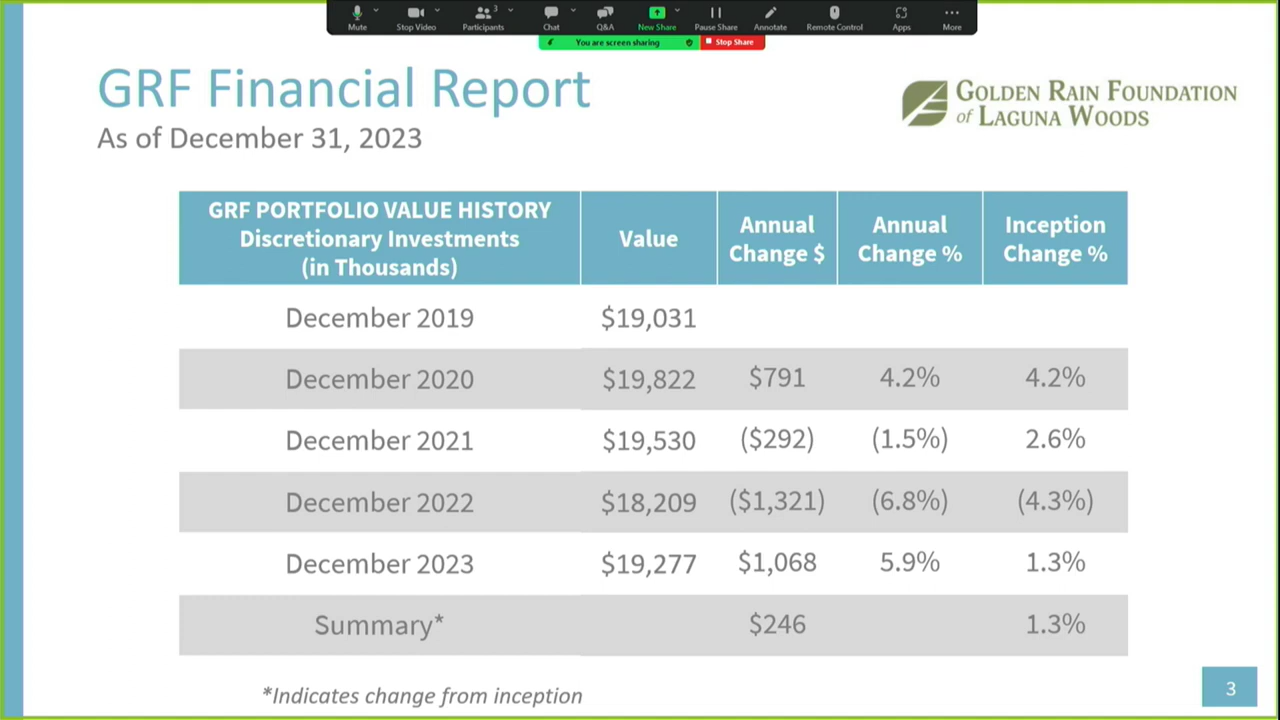 Mute
Stop Video
Participants
3
Chat
Q&A
New Share
Pause Share
Annotate
Remote Control
Apps
More
You are screen sharing
Stop Share
GRF Financial Report
As of December 31, 2023
GOLDEN RAIN FOUNDATION
of LAGUNA WOODS
GRF PORTFOLIO VALUE HISTORY
Discretionary Investments
(in Thousands)
Value
Annual
Change $
Annual
Change %
Inception
Change %
December 2019 $19,031
December 2020 $19,822 $791 4.2% 4.2%
December 2021 $19,530 ($292) (1.5%) 2.6%
December 2022 $18,209 ($1,321) (6.8%) (4.3%)
December 2023 $19,277 $1,068 5.9% 1.3%
Summary* $246 1.3%
*Indicates change from inception
3